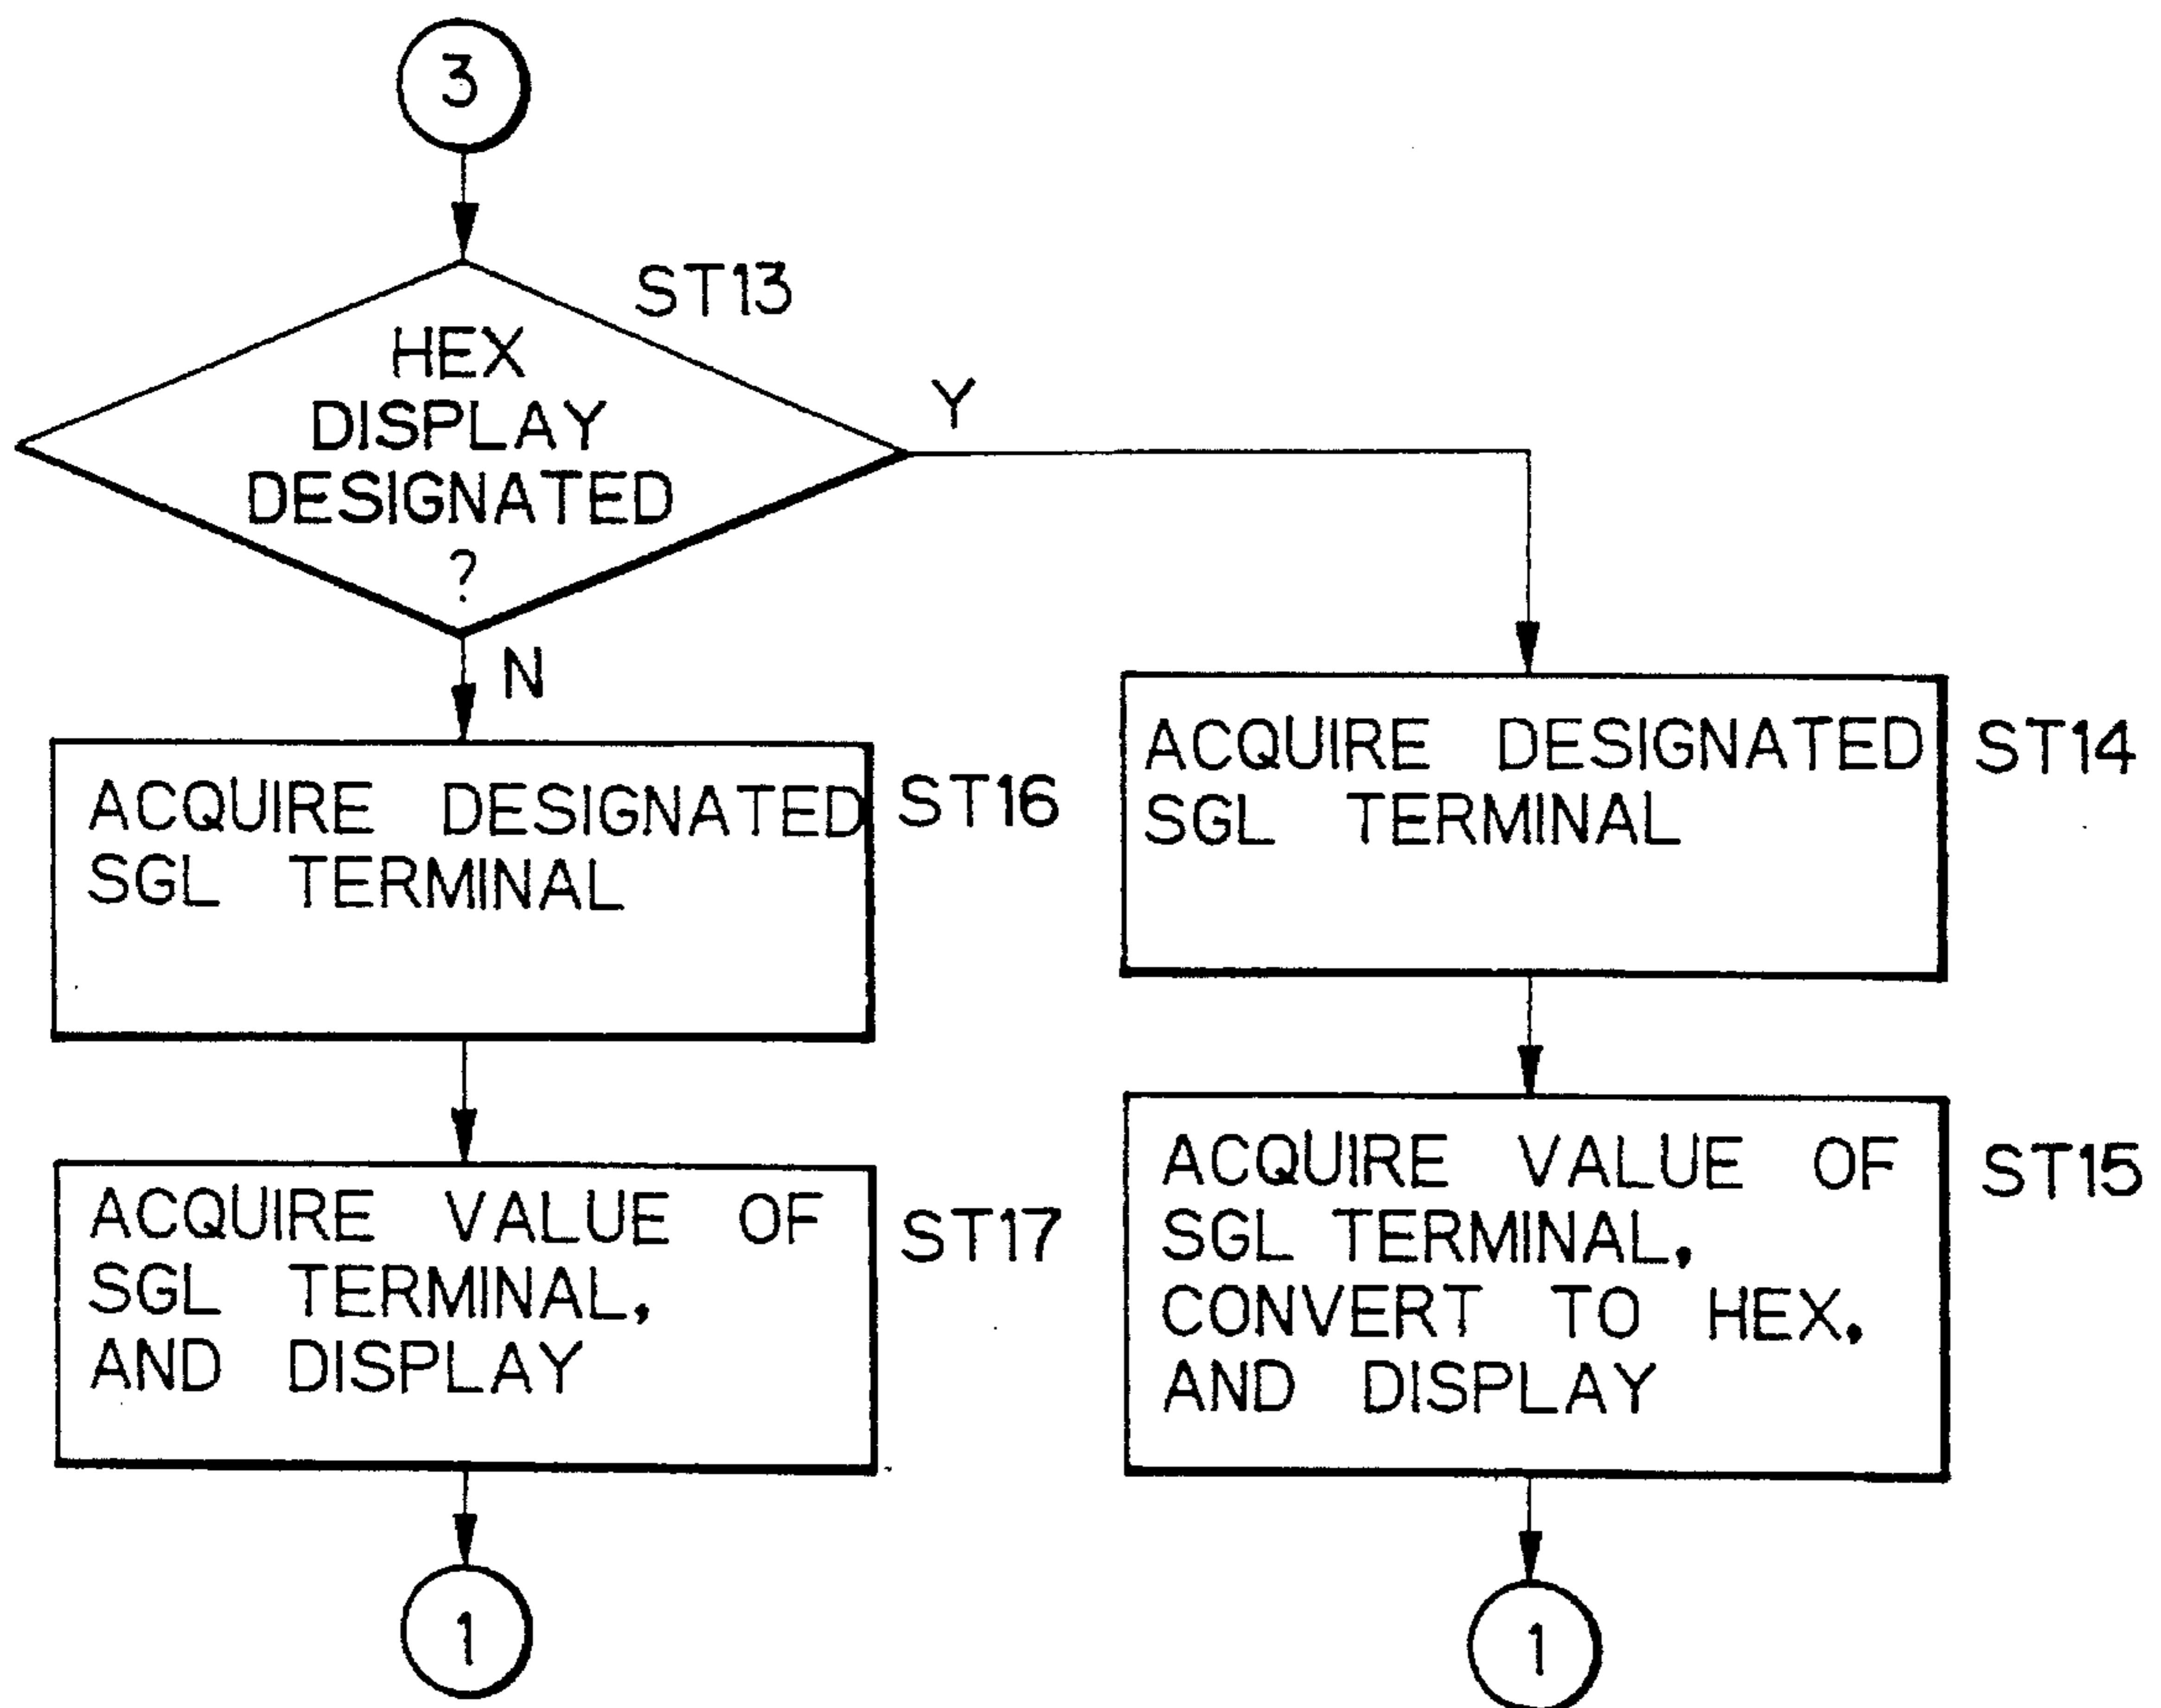 3
ST13
HEX
DISPLAY
DESIGNATED
?
Y
N
ACQUIRE DESIGNATED
SGL TERMINAL
ST16
ACQUIRE DESIGNATED
SGL TERMINAL
ST14
ACQUIRE VALUE OF
SGL TERMINAL,
AND DISPLAY
ST17
ACQUIRE VALUE OF
SGL TERMINAL,
CONVERT TO HEX,
AND DISPLAY
ST15
1
1